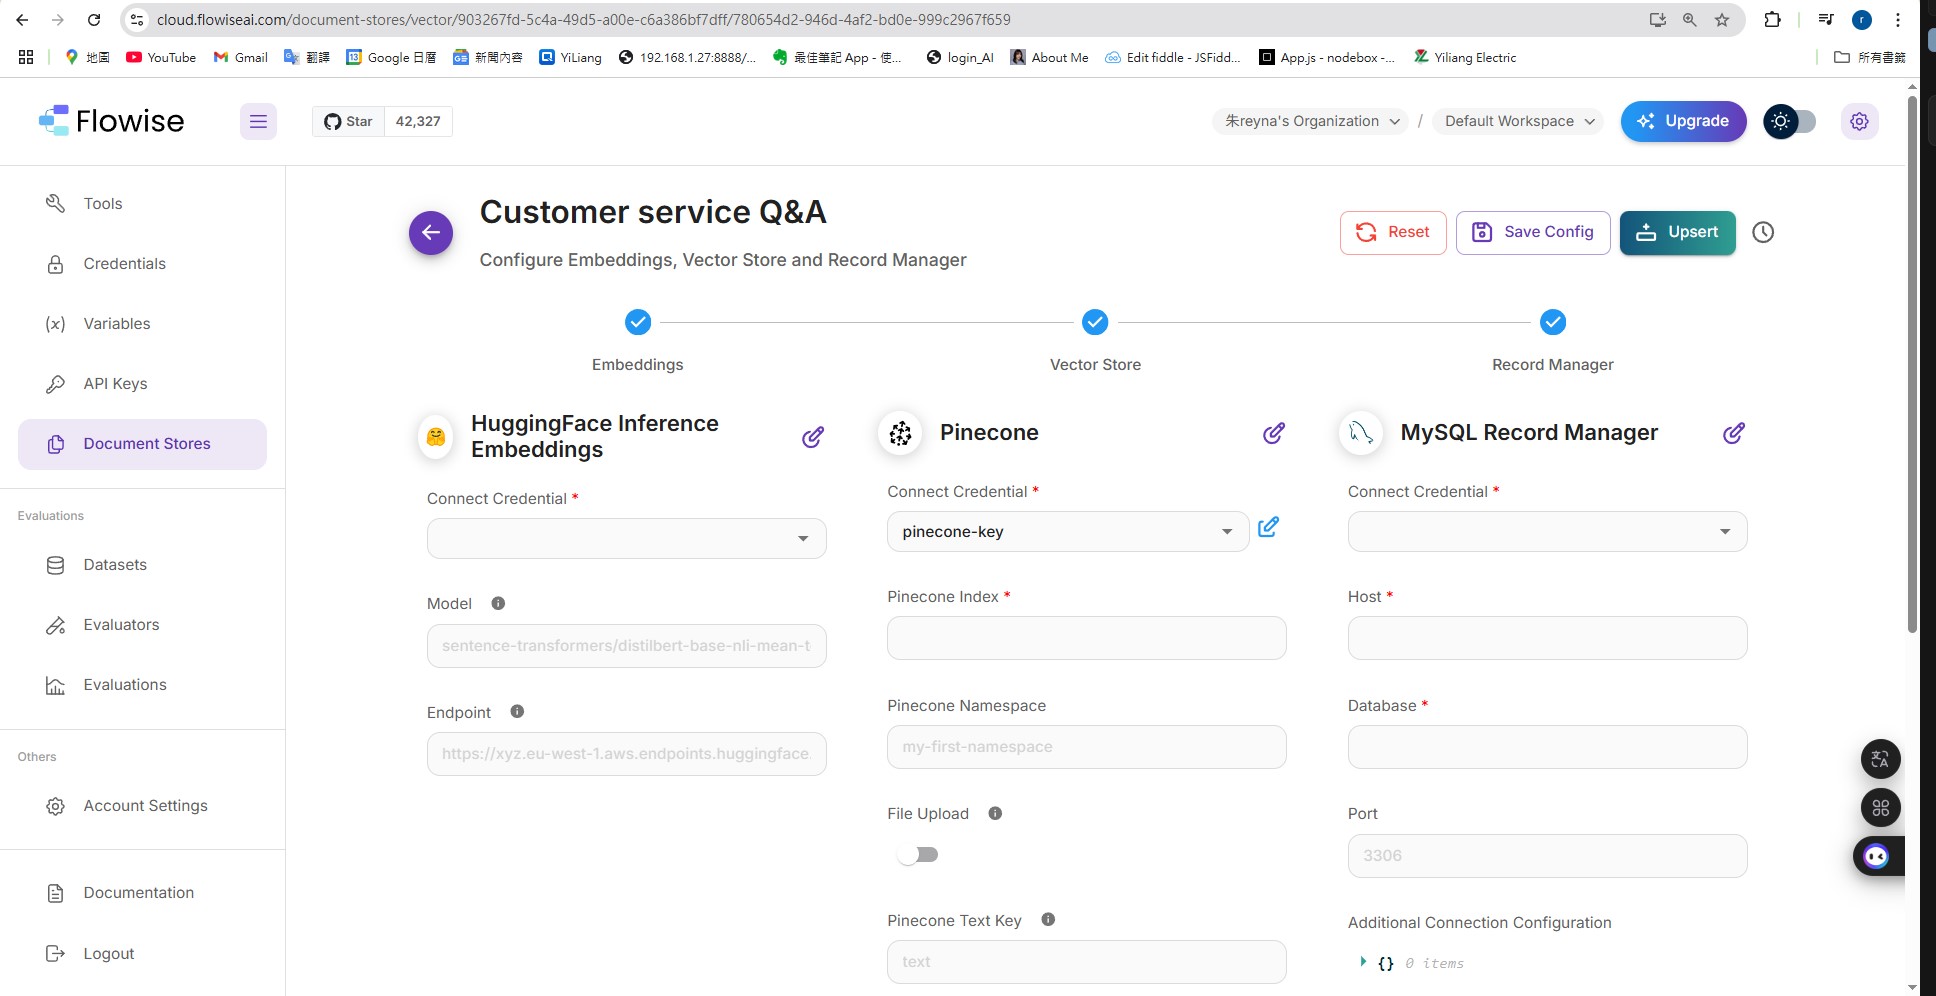 cloud.flowiseai.com/document-stores/vector/903267fd-5c4a-49d5-a00e-c6a386bf7dff/780654d2-946d-4af2-bd0e-999c2967f659
r
地圖 YouTube Gmail 翻譯 Google 日曆 新聞內容 YiLiang 192.168.1.27:8888/... 最佳筆記 App - 使... login_AI About Me Edit fiddle - JSFidd... App.js - nodebox -... Yiliang Electric 所有書籤
Flowise
Star 42,327
朱reyna's Organization / Default Workspace
Upgrade
Tools
Credentials
Variables
API Keys
Document Stores
Evaluations
Datasets
Evaluators
Evaluations
Others
Account Settings
Documentation
Logout
Customer service Q&A
Configure Embeddings, Vector Store and Record Manager
Reset
Save Config
Upsert
Embeddings
Vector Store
Record Manager
HuggingFace Inference
Embeddings
Connect Credential *
Model
sentence-transformers/distilbert-base-nli-mean-t
Endpoint
https://xyz.eu-west-1.aws.endpoints.huggingface.
Pinecone
Connect Credential *
pinecone-key
Pinecone Index *
Pinecone Namespace
my-first-namespace
File Upload
Pinecone Text Key
text
MySQL Record Manager
Connect Credential *
Host *
Database *
Port
3306
Additional Connection Configuration
{} 0 items